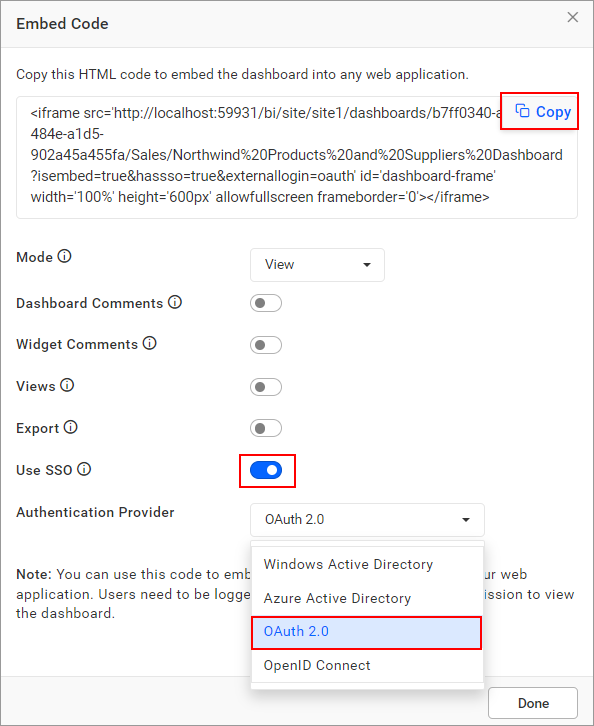 Embed Code
Copy this HTML code to embed the dashboard into any web application.
<iframe src='http://localhost:59931/bi/site/site1/dashboards/b7ff0340-a
Copy
484e-a1d5-
902a45a455fa/Sales/Northwind%20Products%20and%20Suppliers%20Dashboard
?isembed=true&hassso=true&externallogin=oauth' id='dashboard-frame'
width='100%' height='600px' allowfullscreen frameborder='0'></iframe>
Mode
View
Dashboard Comments
Widget Comments
Views
Export
Use SSO
Authentication Provider
OAuth 2.0
Windows Active Directory
Azure Active Directory
OAuth 2.0
OpenID Connect
Note: You can use this code to emb ur web
application. Users need to be logge ission to view
the dashboard.
Done